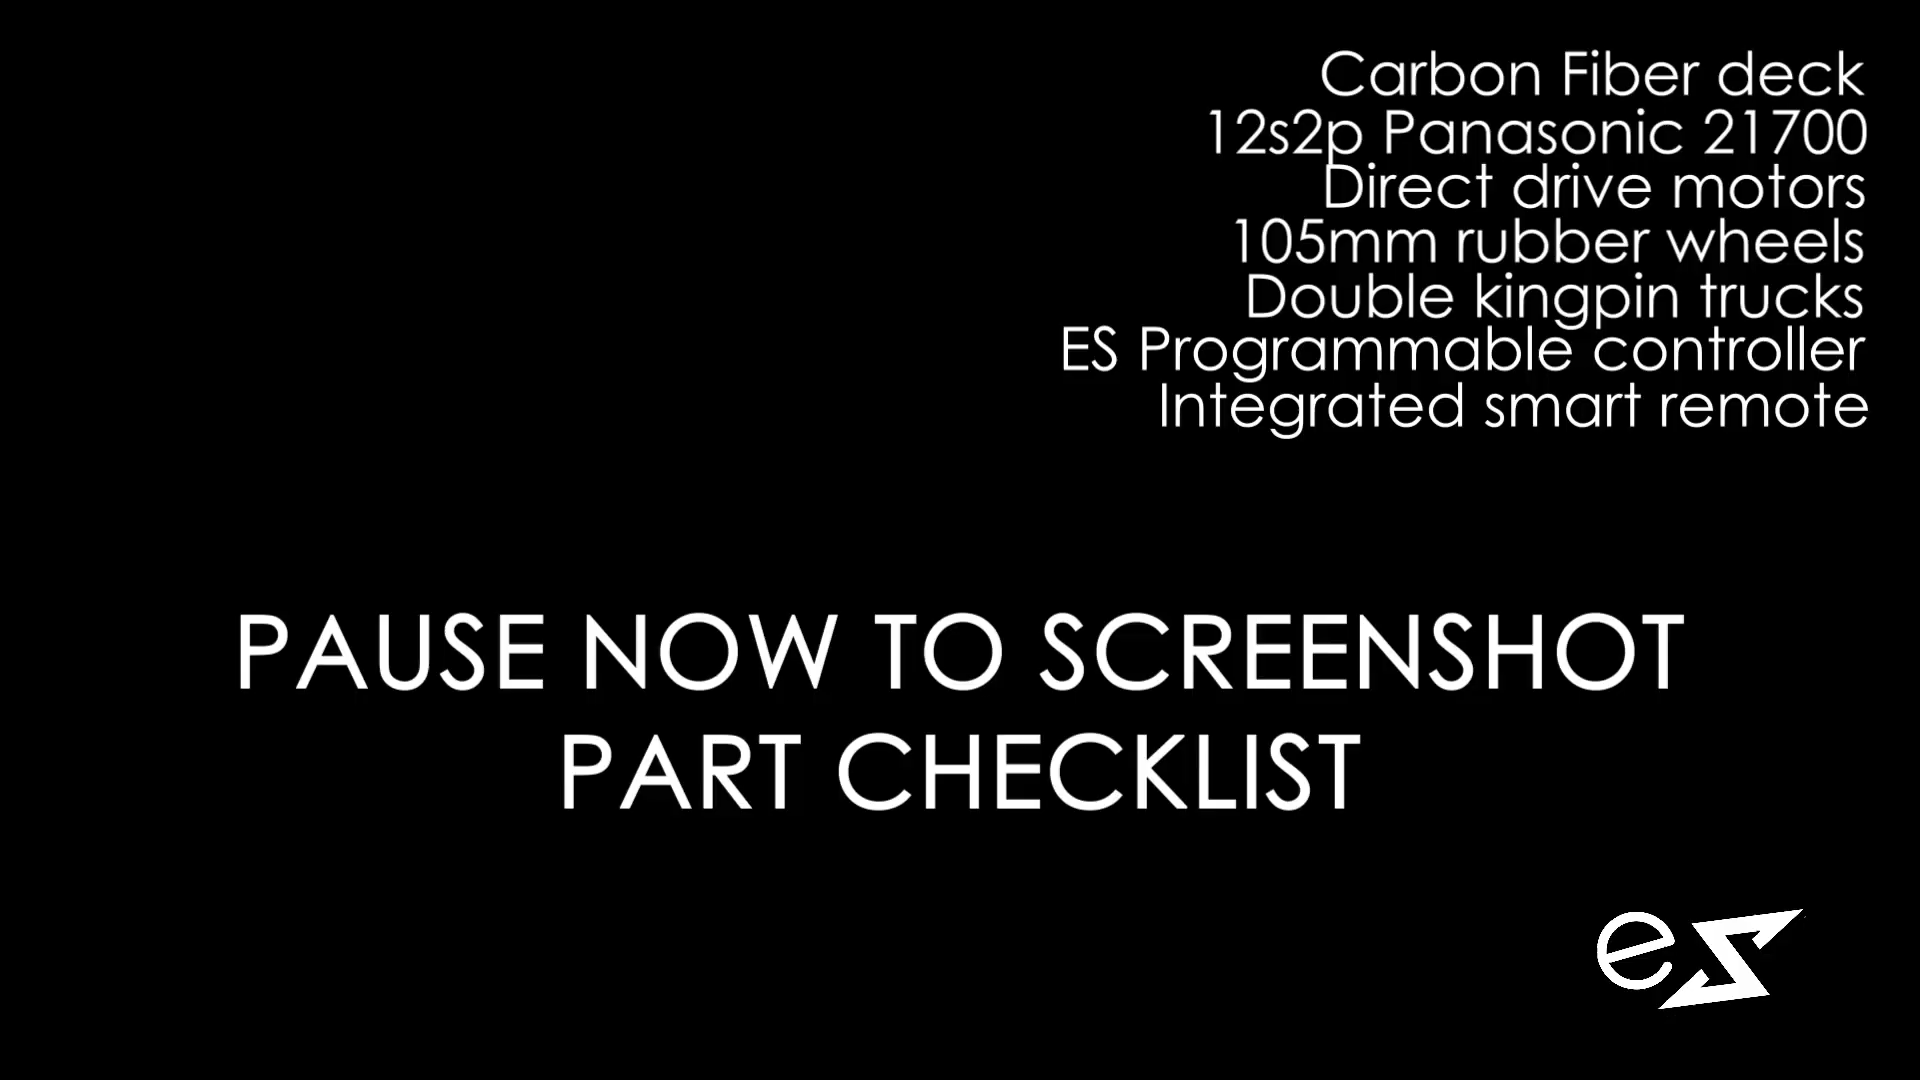 Carbon Fiber deck
12s2p Panasonic 21700
Direct drive motors
105mm rubber wheels
Double kingpin trucks
ES Programmable controller
Integrated smart remote
PAUSE NOW TO SCREENSHOT
PART CHECKLIST
es